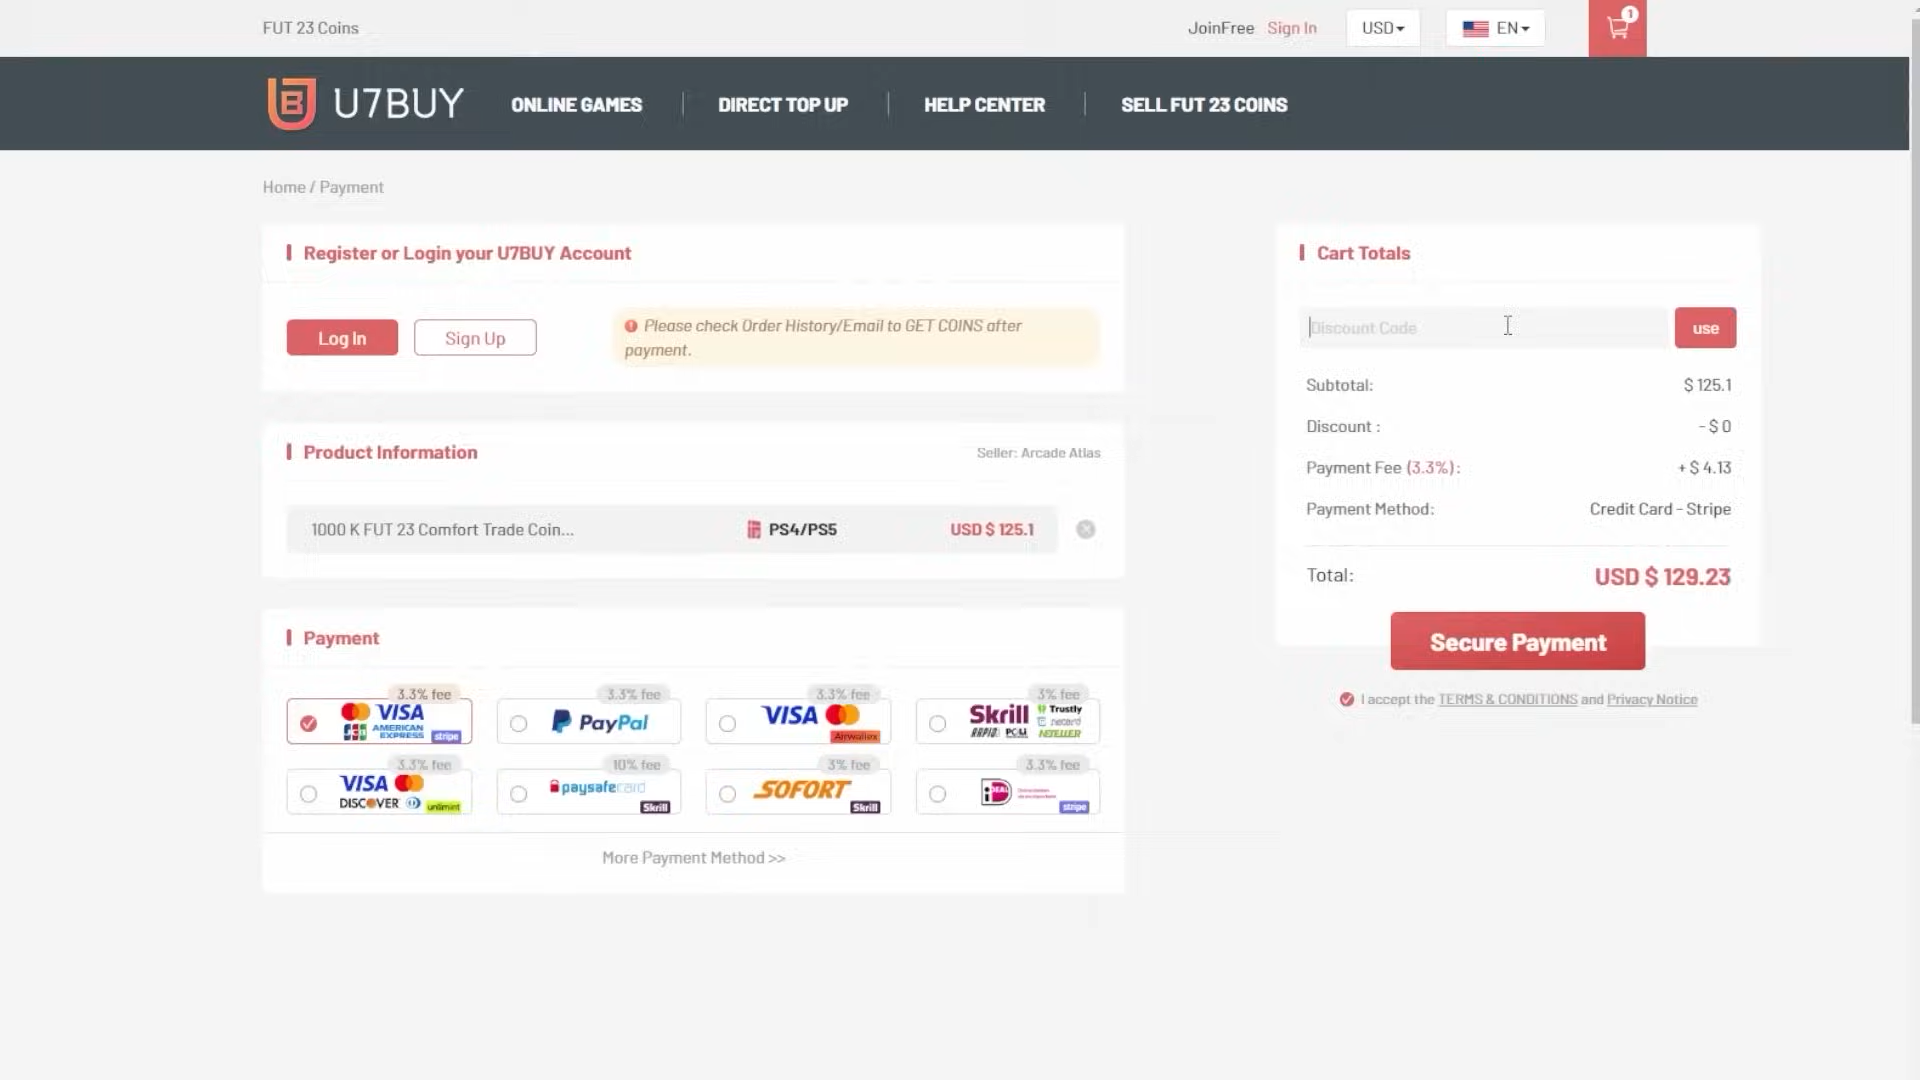 FUT 23 Coins
JoinFree Sign In USD EN 1
U7BUY ONLINE GAMES DIRECT TOP UP HELP CENTER SELL FUT 23 COINS
Home / Payment
Register or Login your U7BUY Account
Log In Sign Up
Please check Order History/Email to GET COINS after
payment.
Product Information Seller: Arcade Atlas
1000 K FUT 23 Comfort Trade Coin... PS4/PS5 USD $ 125.1
Payment
3.3% fee 3.3% fee 3.3% fee 3% fee
VISA
JCB AMERICAN EXPRESS stripe
PayPal
VISA
Airwallex
Skrill Trustly
neteller
RAPID POLi NETELLER
3.3% fee 10% fee 3% fee 3.3% fee
VISA
DISCOVER unlimint
paysafecard
Skrill
SOFORT
Skrill
iDEAL
stripe
More Payment Method >>
Cart Totals
Discount Code use
Subtotal: $ 125.1
Discount : - $ 0
Payment Fee (3.3%) : + $ 4.13
Payment Method: Credit Card - Stripe
Total: USD $ 129.23
Secure Payment
I accept the TERMS & CONDITIONS and Privacy Notice